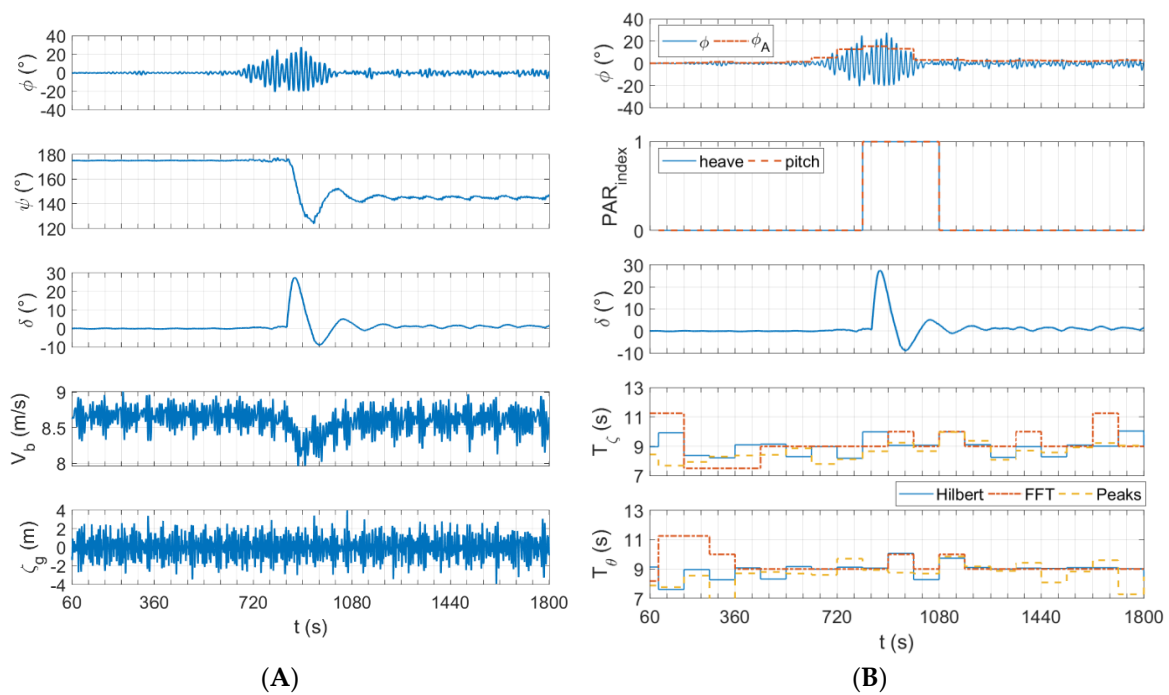 40
20
0
-20
-40
ϕ (°)
180
160
140
120
ψ (°)
30
20
10
0
-10
δ (°)
9
8.5
8
V_b (m/s)
4
2
0
-2
-4
ζ_g (m)
60 360 720 1080 1440 1800
t (s)
(A)
40
20
0
-20
-40
ϕ (°)
ϕ ϕ_A
1
0
PAR_index
heave pitch
30
20
10
0
-10
δ (°)
13
11
9
7
T_ζ (s)
Hilbert FFT Peaks
13
11
9
7
T_θ (s)
60 360 720 1080 1440 1800
t (s)
(B)